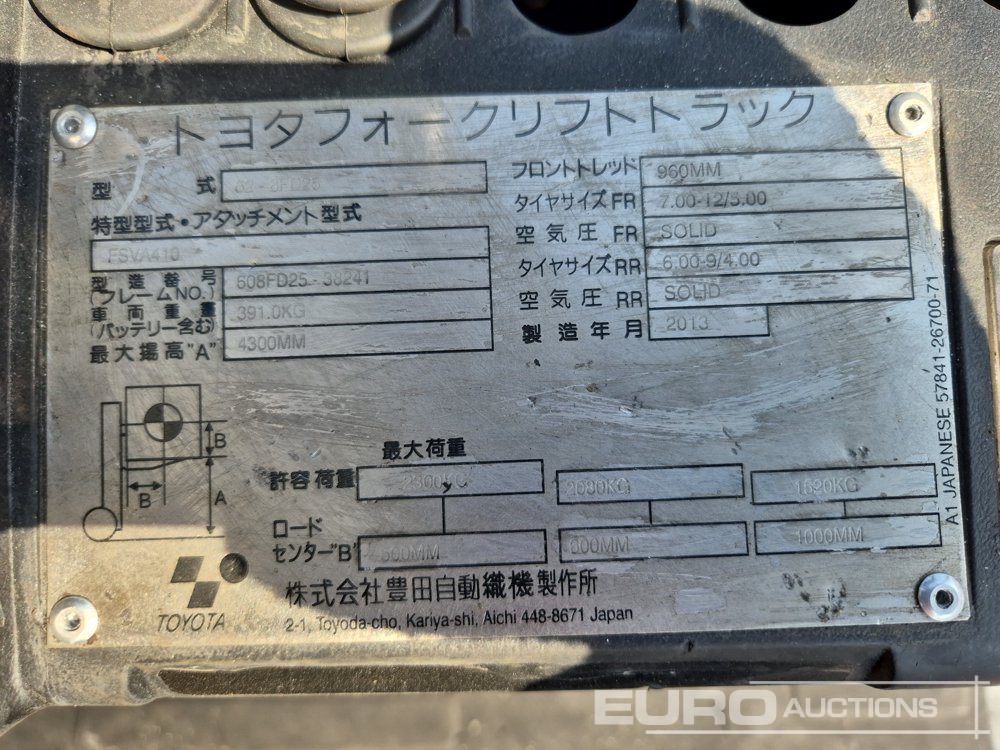 トヨタフォークリフトトラック
型 式
特型型式・アタッチメント型式
FSVA410
型造番号
(フレームNO.) 608FD25-38241
車両重量
(バッテリー含む) 391.0KG
最大揚高"A" 4300MM
フロントトレッド 960MM
タイヤサイズFR 7.00-12/5.00
空気圧FR SOLID
タイヤサイズRR 6.00-9/4.00
空気圧RR SOLID
製造年月 2013
B
B
A
最大荷重
許容荷重 2080KG 1620KG
ロード
センター"B" 600MM 1000MM
TOYOTA
株式会社豊田自動織機製作所
2-1, Toyoda-cho, Kariya-shi, Aichi 448-8671 Japan
A1 JAPANESE 57841-26700-71
EURO AUCTIONS